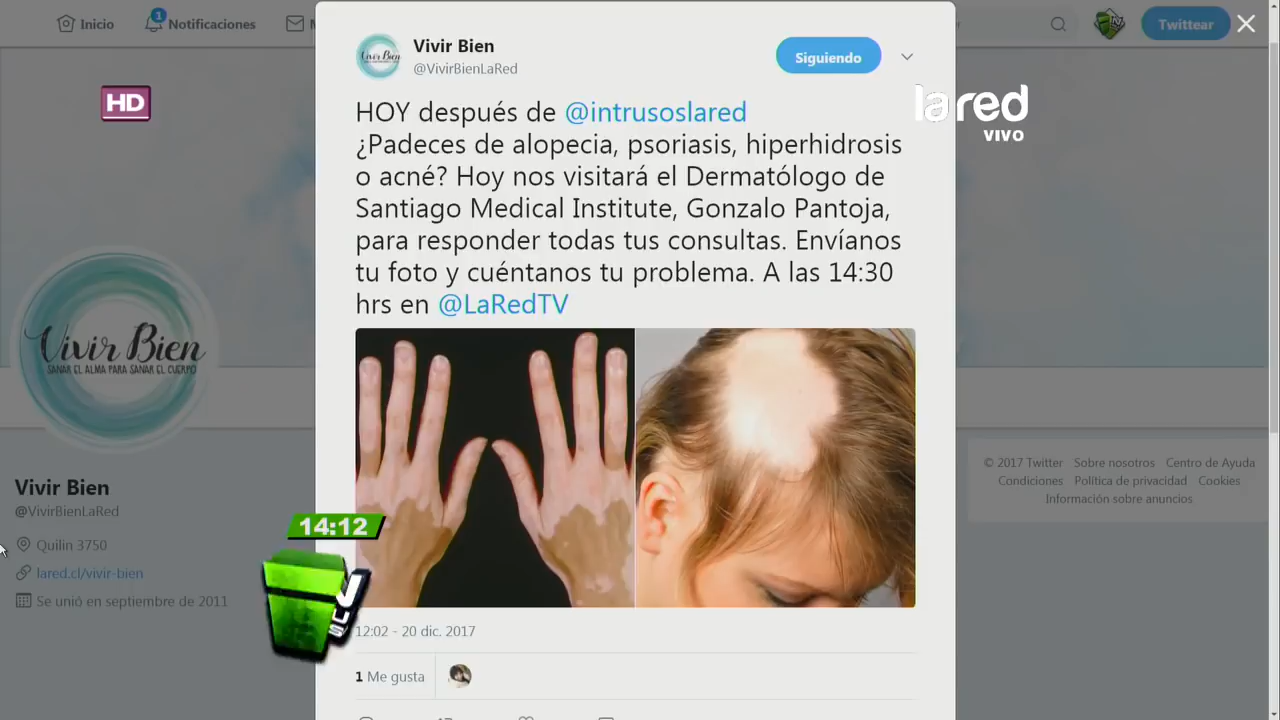 Inicio
1
Notificaciones
M
Twittear
Vivir Bien
@VivirBienLaRed
Siguiendo
HD
la red
VIVO
HOY después de @intrusoslared
¿Padeces de alopecia, psoriasis, hiperhidrosis
o acné? Hoy nos visitará el Dermatólogo de
Santiago Medical Institute, Gonzalo Pantoja,
para responder todas tus consultas. Envíanos
tu foto y cuéntanos tu problema. A las 14:30
hrs en @LaRedTV
Vivir Bien
SANAR EL ALMA PARA SANAR EL CUERPO
Vivir Bien
@VivirBienLaRed
Quilin 3750
lared.cl/vivir-bien
Se unió en septiembre de 2011
© 2017 Twitter Sobre nosotros Centro de Ayuda
Condiciones Política de privacidad Cookies
Información sobre anuncios
14:12
12:02 - 20 dic. 2017
1 Me gusta